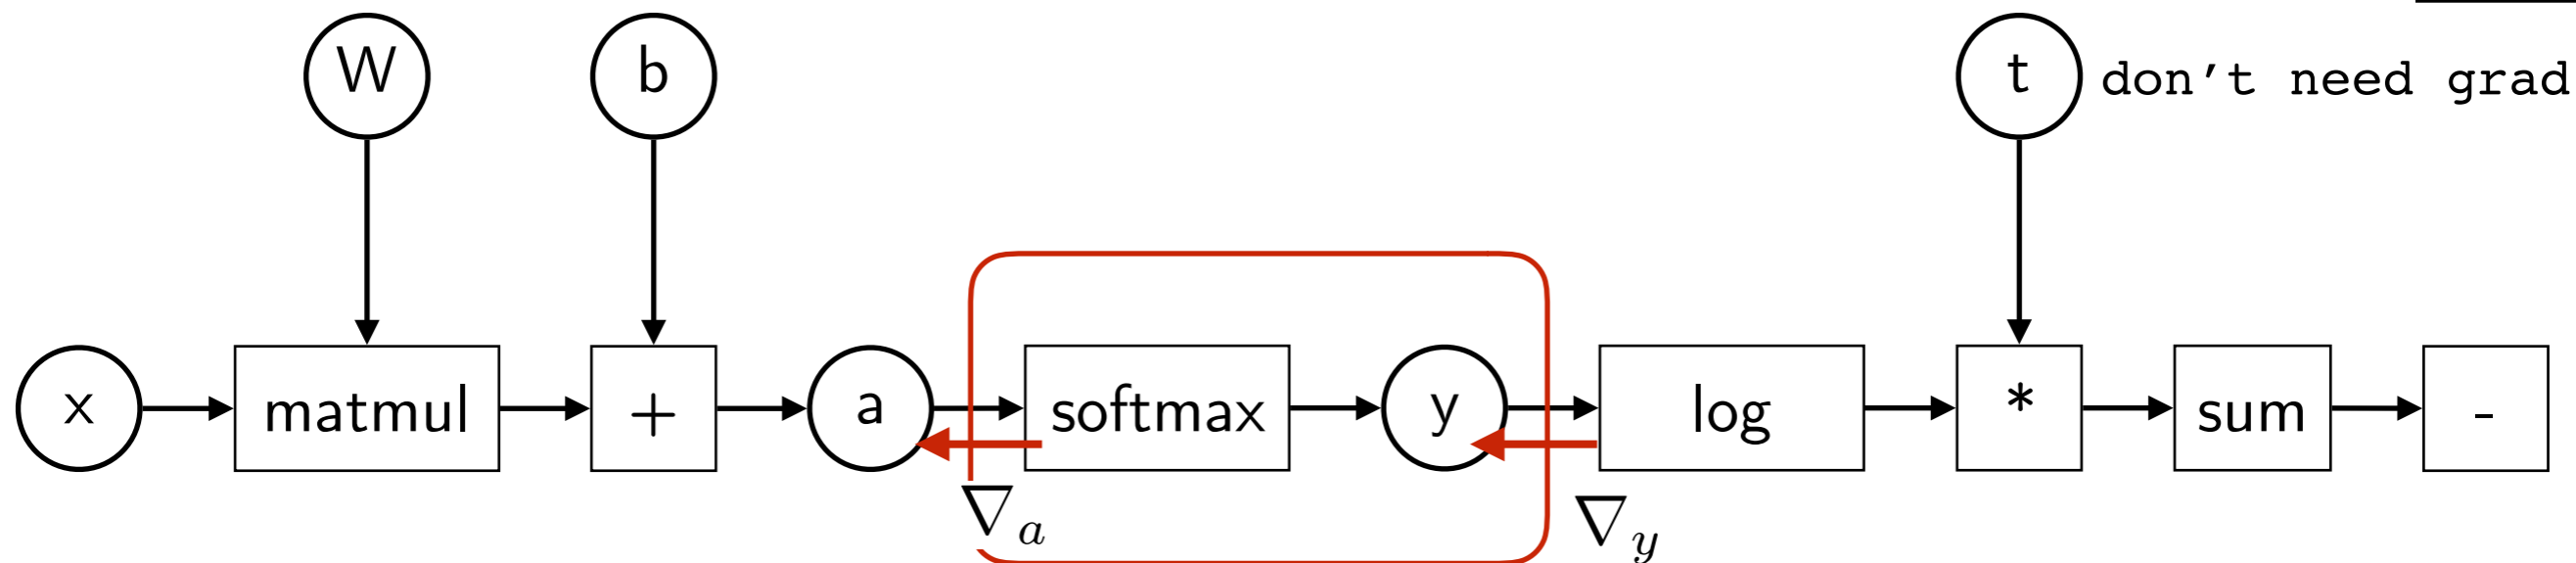 W b t don't need grad
x matmul + a softmax y log * sum -
∇a ∇y